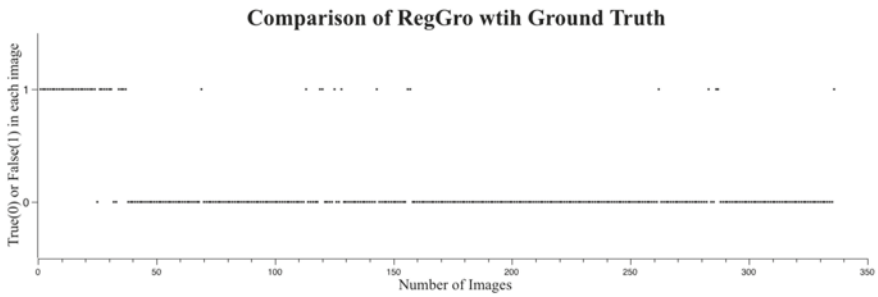 Comparison of RegGro wtih Ground Truth
True(0) or False(1) in each image
1
0
0 50 100 150 200 250 300 350
Number of Images